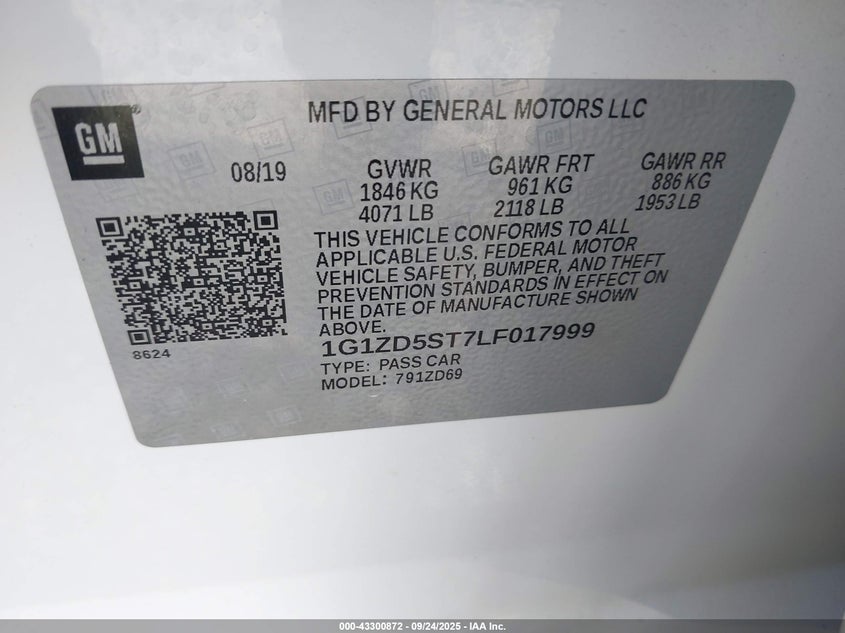 GM
MFD BY GENERAL MOTORS LLC
08/19
GVWR
1846 KG
4071 LB
GAWR FRT
961 KG
2118 LB
GAWR RR
886 KG
1953 LB
THIS VEHICLE CONFORMS TO ALL
APPLICABLE U.S. FEDERAL MOTOR
VEHICLE SAFETY, BUMPER, AND THEFT
PREVENTION STANDARDS IN EFFECT ON
THE DATE OF MANUFACTURE SHOWN
ABOVE.
8624
1G1ZD5ST7LF017999
TYPE: PASS CAR
MODEL: 791ZD69
000-43300872 - 09/24/2025 - IAA Inc.